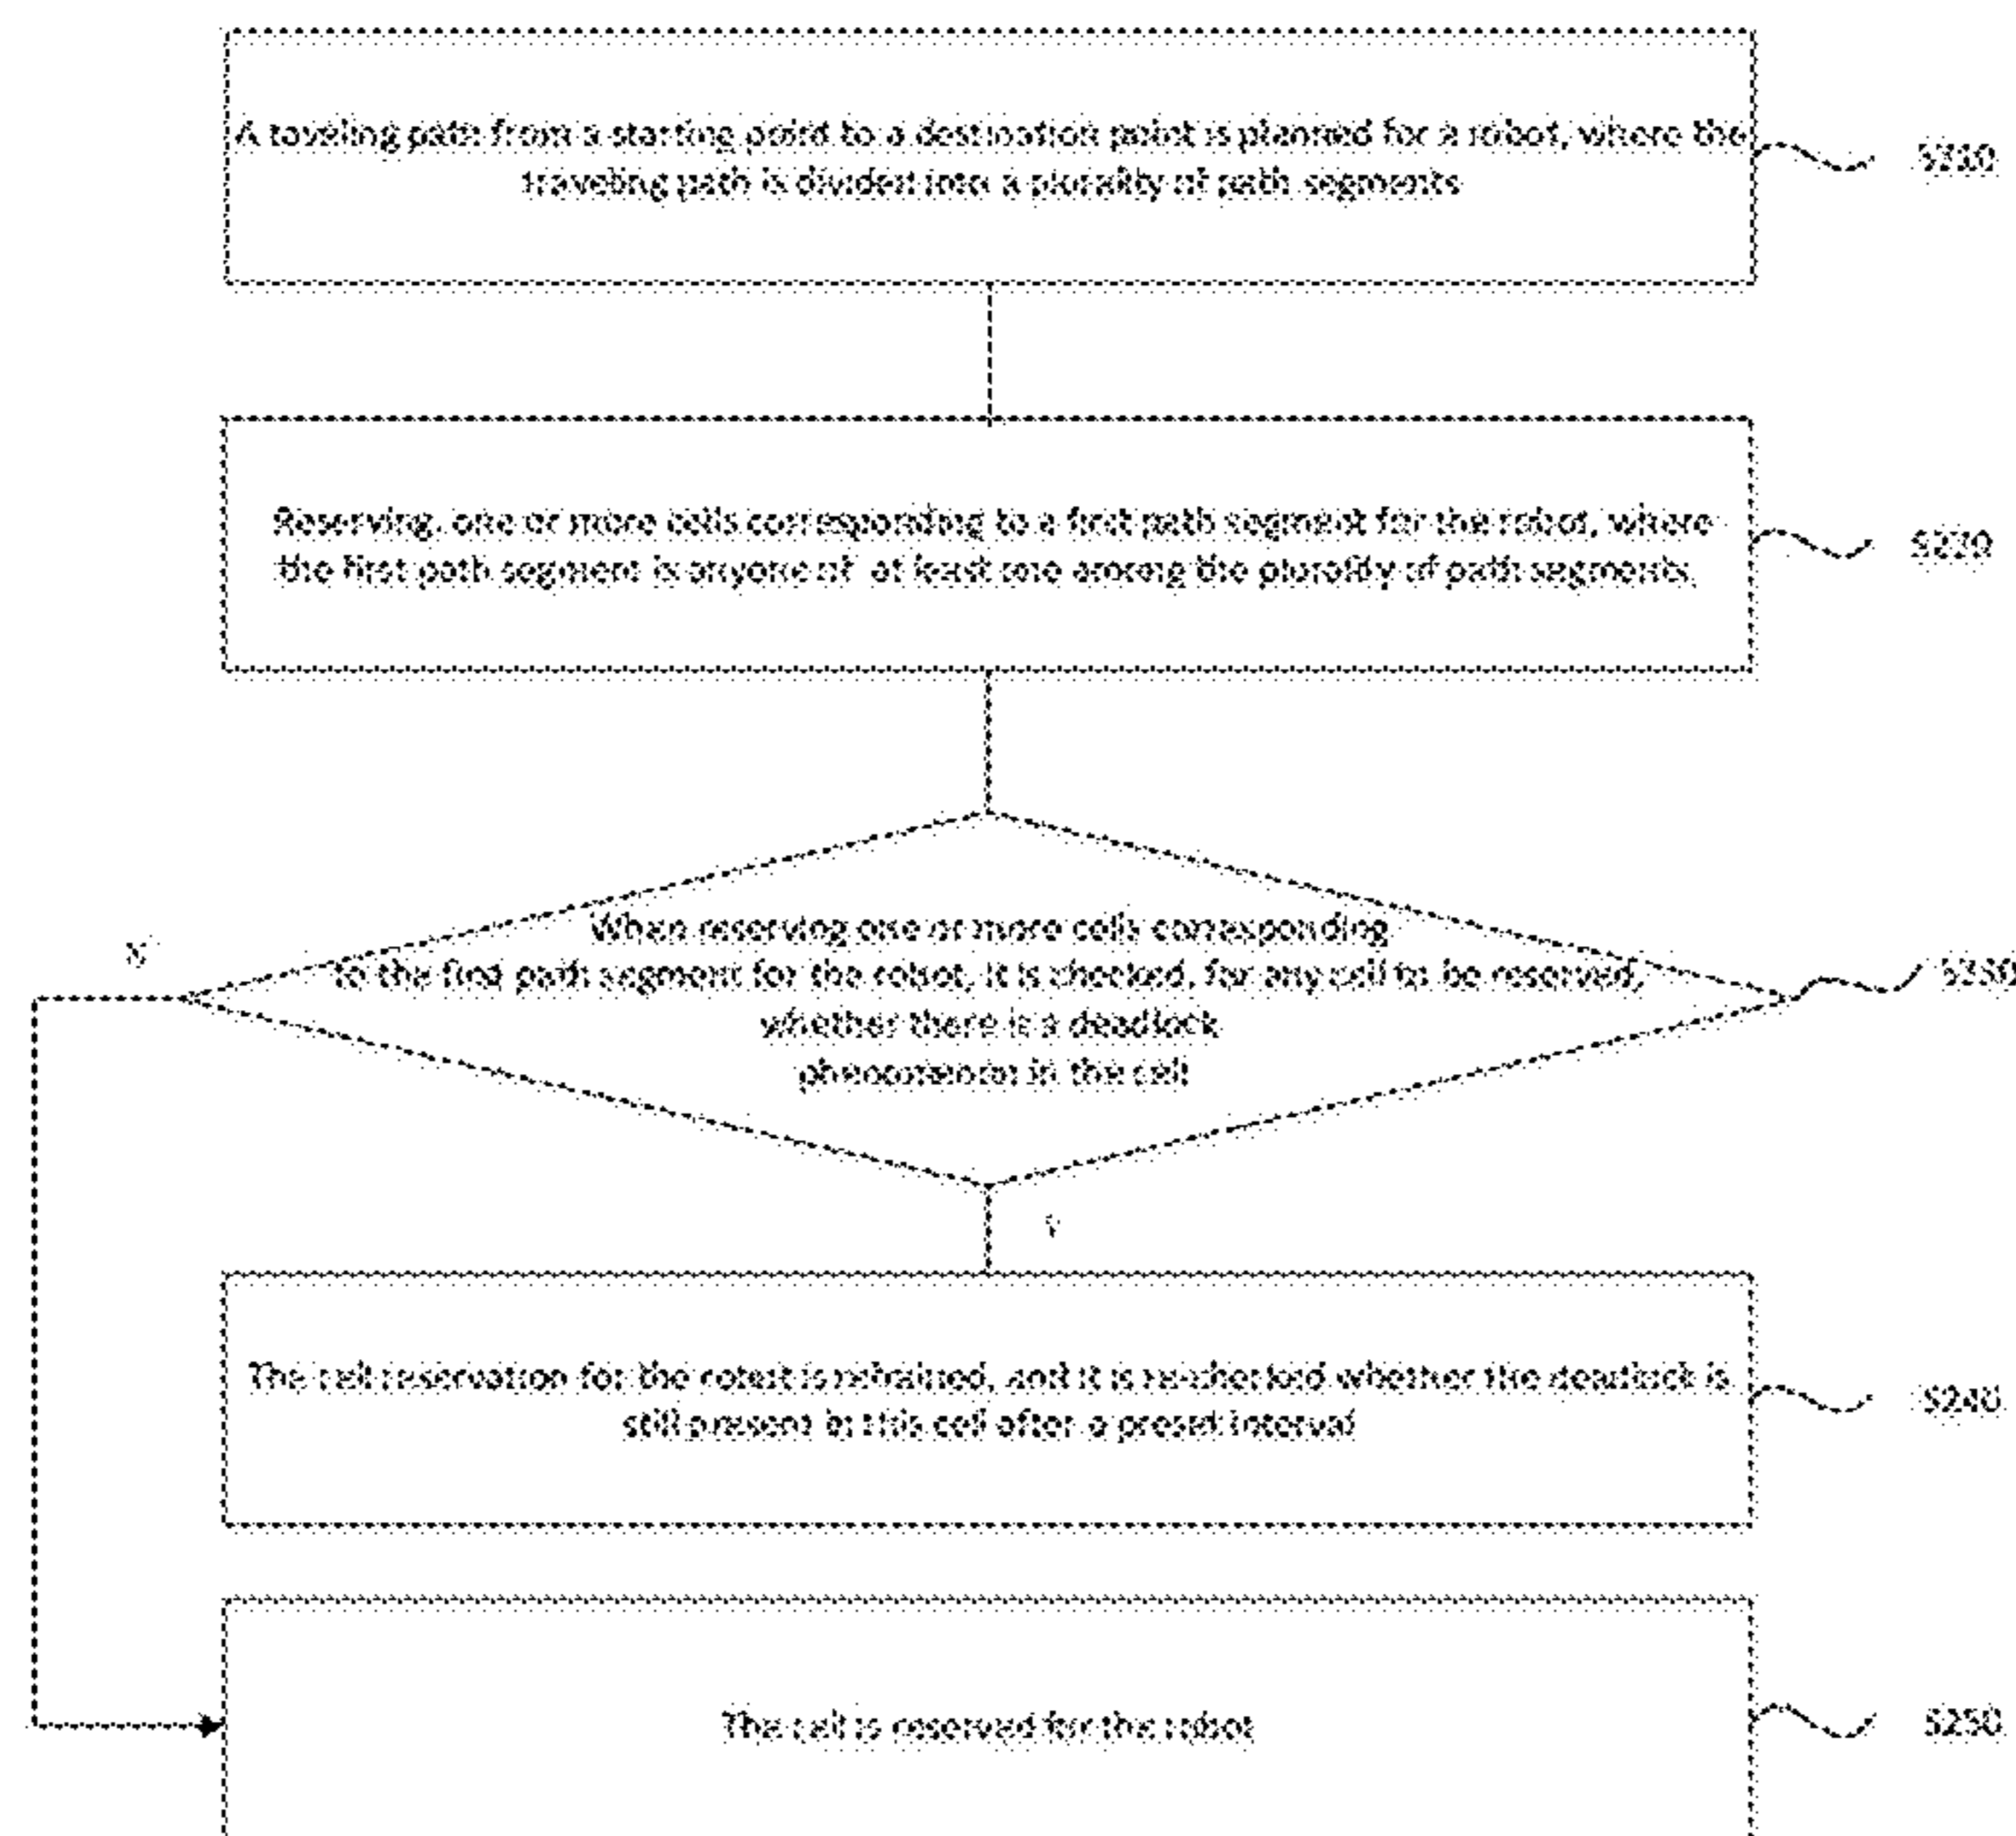 A taveling path from a starting point to a destination point is planned for a robot, where the
traveling path is divided into a plurality of path segments
S210
Reserving, one or more cells corresponding to a first path segment for the robot, where
the first path segment is anyone of at least one among the plurality of path segments
S220
When reserving one or more cells corresponding
to the first path segment for the robot, it is checked, for any cell to be reserved,
whether there is a deadlock
phenomenon in the cell
S230
N
Y
The cell reservation for the robot is refrained, and it is re-checked whether the deadlock is
still present in this cell after a preset interval
S240
The cell is reserved for the robot
S250